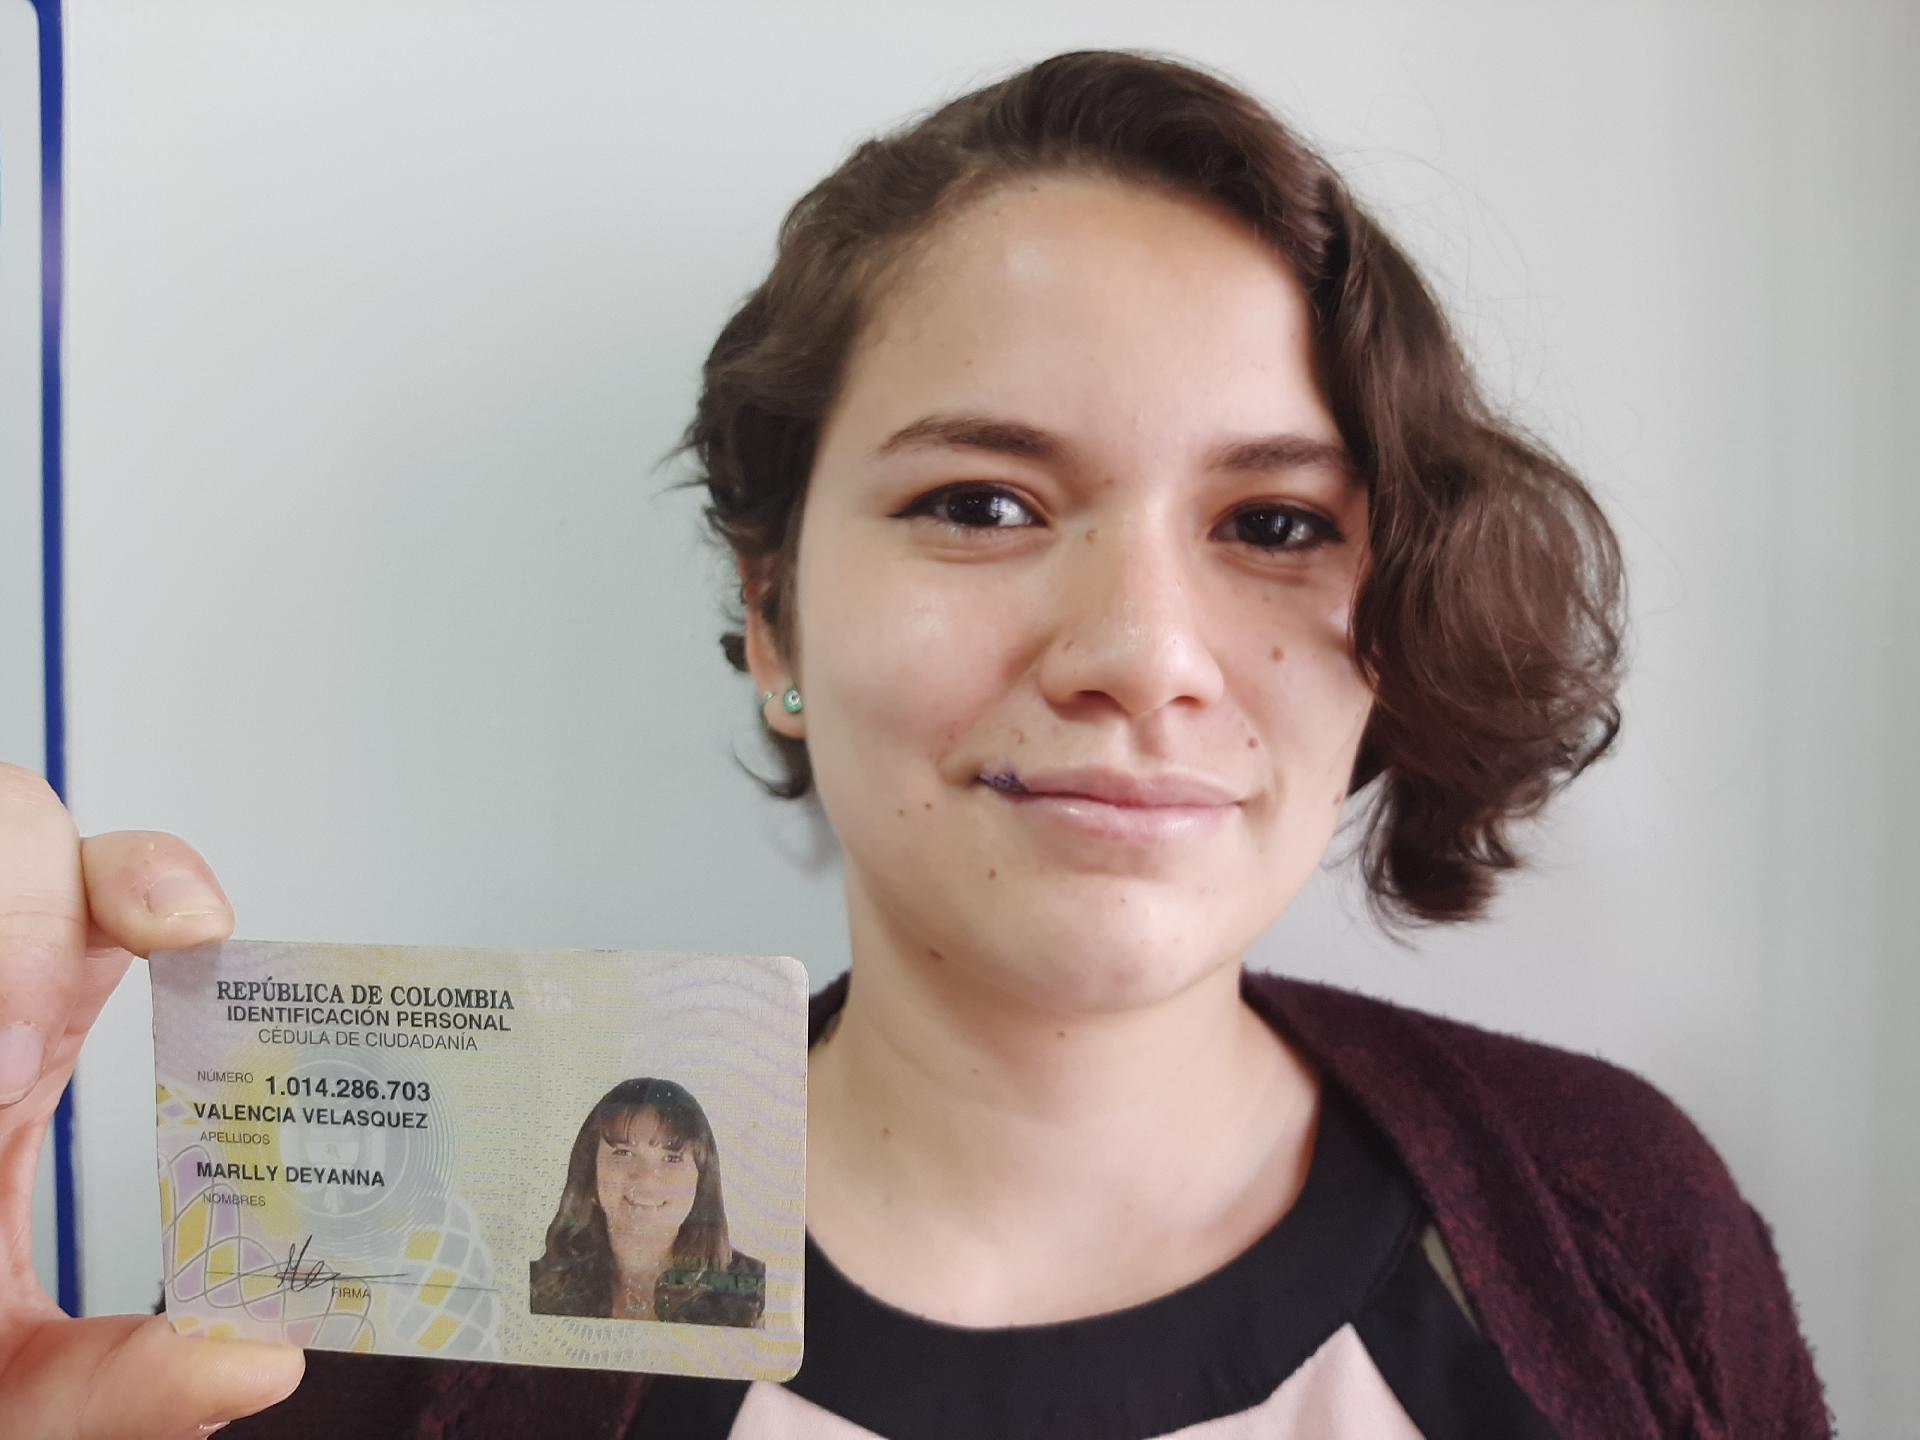 REPÚBLICA DE COLOMBIA
IDENTIFICACIÓN PERSONAL
CÉDULA DE CIUDADANÍA
NÚMERO 1.014.286.703
VALENCIA VELASQUEZ
APELLIDOS
MARLLY DEYANNA
NOMBRES
FIRMA